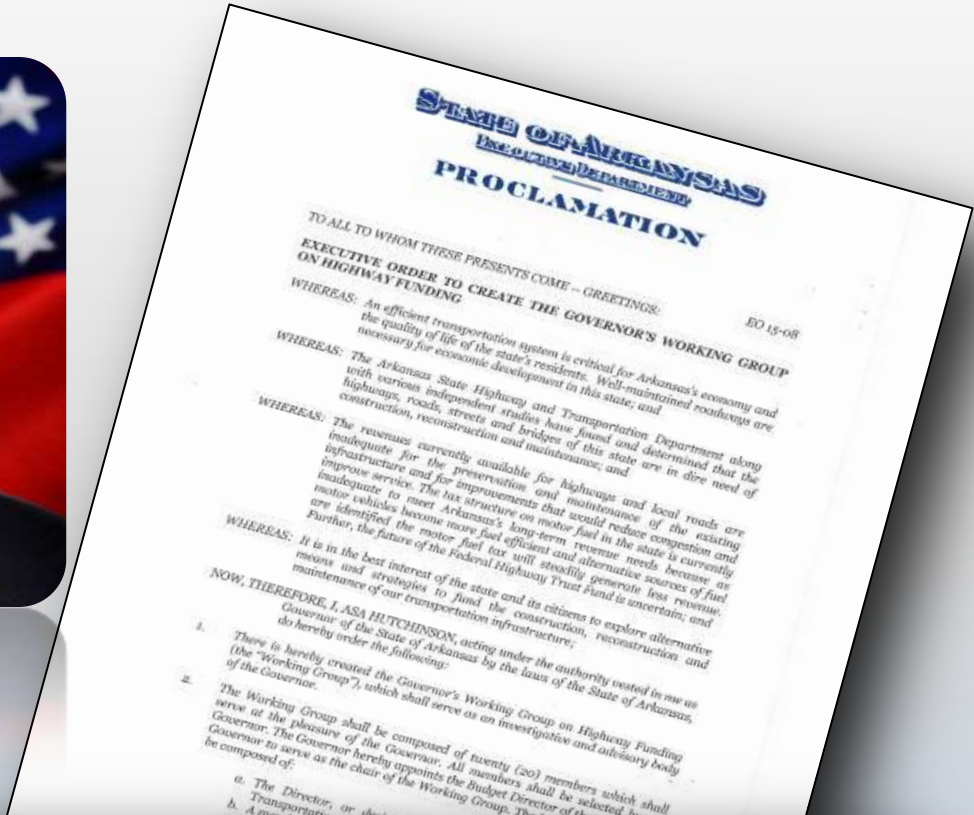 STATE OF ARKANSAS
EXECUTIVE DEPARTMENT
PROCLAMATION
TO ALL TO WHOM THESE PRESENTS COME – GREETINGS:
EO 15-08
EXECUTIVE ORDER TO CREATE THE GOVERNOR'S WORKING GROUP
ON HIGHWAY FUNDING
WHEREAS: An efficient transportation system is critical for Arkansas's economy and
the quality of life of the state's residents. Well-maintained roadways are
necessary for economic development in this state; and
WHEREAS: The Arkansas State Highway and Transportation Department along
with various independent studies have found and determined that the
highways, roads, streets and bridges of this state are in dire need of
construction, reconstruction and maintenance; and
WHEREAS: The revenues currently available for highways and local roads are
inadequate for the preservation and maintenance of the existing
infrastructure and for improvements that would reduce congestion and
improve service. The tax structure on motor fuel in the state is currently
inadequate to meet Arkansas's long-term revenue needs because as
motor vehicles become more fuel efficient and alternative sources of fuel
are identified the motor fuel tax will steadily generate less revenue.
Further, the future of the Federal Highway Trust Fund is uncertain; and
WHEREAS: It is in the best interest of the state and its citizens to explore alternative
means and strategies to fund the construction, reconstruction and
maintenance of our transportation infrastructure;
NOW, THEREFORE, I, ASA HUTCHINSON, acting under the authority vested in me as
Governor of the State of Arkansas by the laws of the State of Arkansas,
do hereby order the following:
1. There is hereby created the Governor's Working Group on Highway Funding
(the "Working Group"), which shall serve as an investigative and advisory body
of the Governor.
2. The Working Group shall be composed of twenty (20) members which shall
serve at the pleasure of the Governor. All members shall be selected by
Governor. The Governor hereby appoints the Budget Director of the
Governor to serve as the chair of the Working Group. The
be composed of:
a. The Director, or
Transportation
b. A